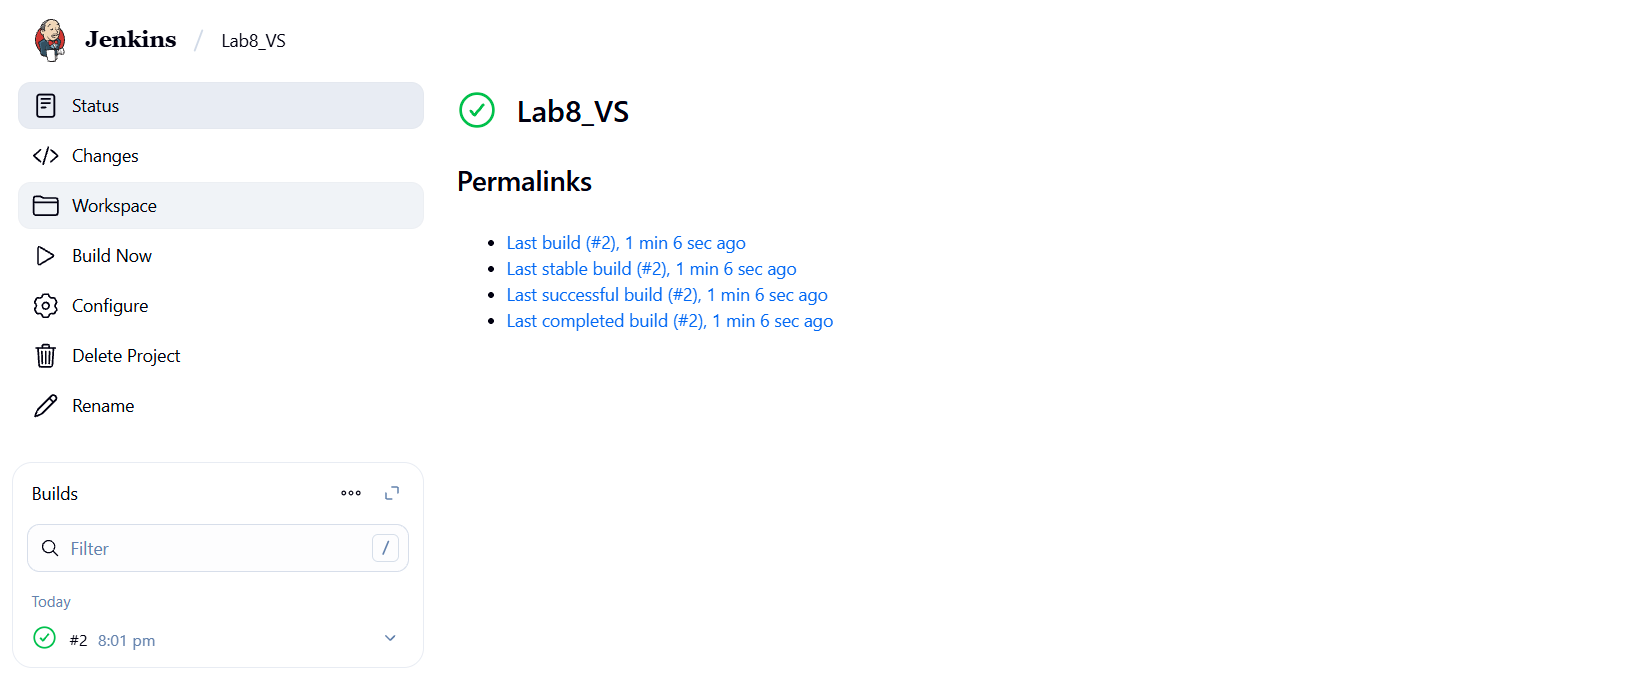 Jenkins / Lab8_VS
Status
Changes
Workspace
Build Now
Configure
Delete Project
Rename
Builds
Filter /
Today
#2 8:01 pm
Lab8_VS
Permalinks
Last build (#2), 1 min 6 sec ago
Last stable build (#2), 1 min 6 sec ago
Last successful build (#2), 1 min 6 sec ago
Last completed build (#2), 1 min 6 sec ago